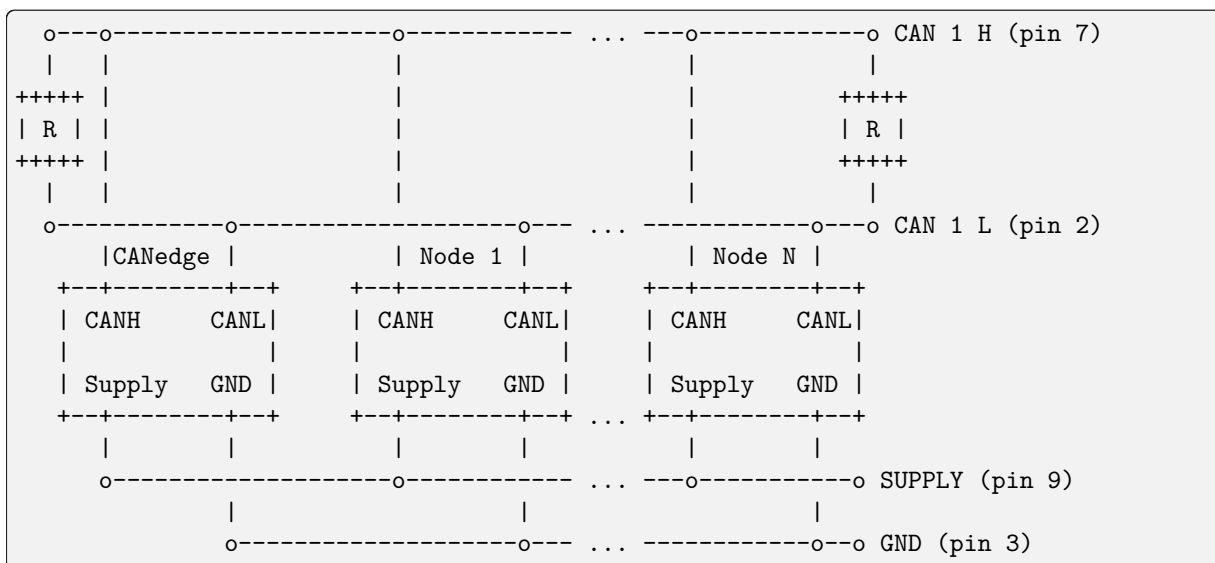 o---o--------------------o------------ ... ---o------------o CAN 1 H (pin 7)
| | | | |
+++++ | | | +++++
| R | | | | | R |
+++++ | | | +++++
| | | | |
o------------o--------------------o--- ... ------------o---o CAN 1 L (pin 2)
|CANedge | | Node 1 | | Node N |
+--+--------+--+ +--+--------+--+ +--+--------+--+
| CANH CANL| | CANH CANL| | CANH CANL|
| | | | | |
| Supply GND | | Supply GND | | Supply GND |
+--+--------+--+ +--+--------+--+ ... +--+--------+--+
| | | | | |
o--------------------o------------ ... ---o-----------o SUPPLY (pin 9)
| | |
o--------------------o--- ... ------------o--o GND (pin 3)